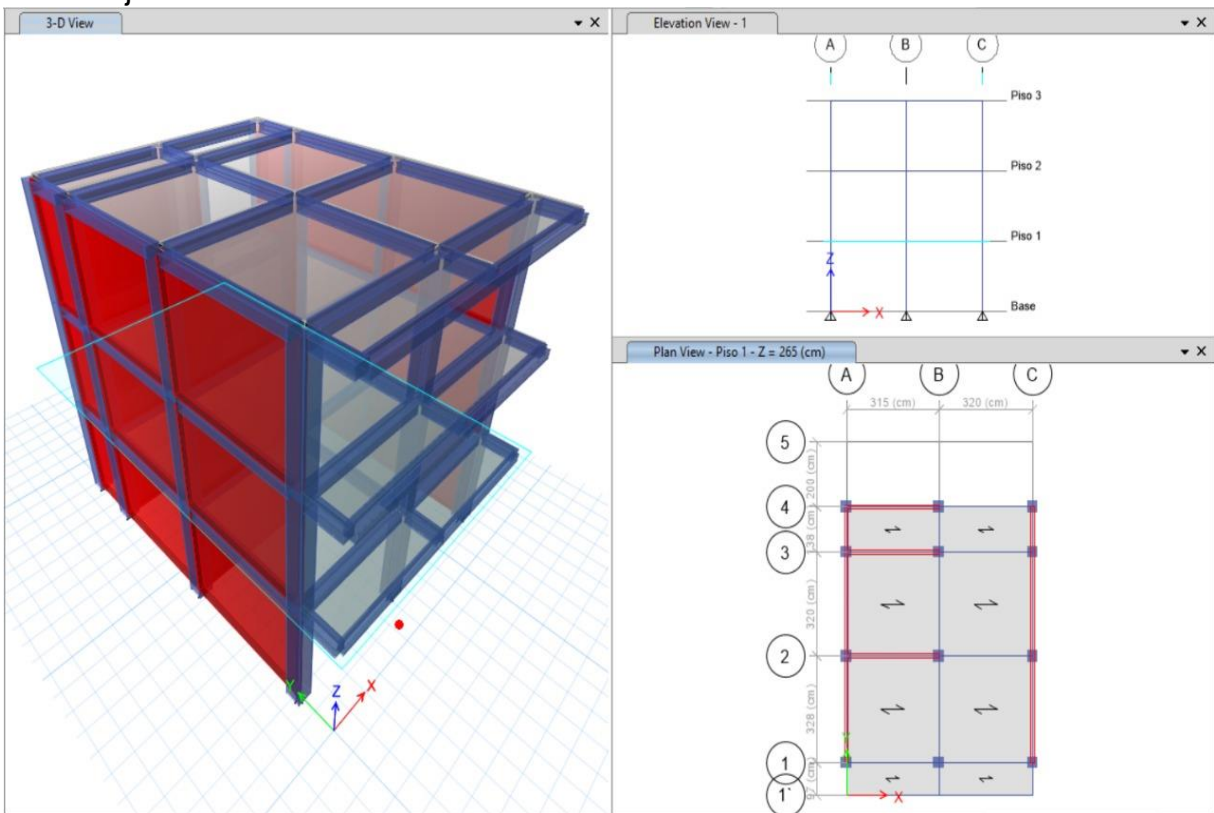 3-D View
Y
Z
X
Elevation View - 1
A
B
C
Piso 3
Piso 2
Piso 1
Z
X
Base
Plan View - Piso 1 - Z = 265 (cm)
A
B
C
315 (cm)
320 (cm)
5
200 (cm)
4
38 (cm)
3
320 (cm)
2
328 (cm)
Y
1
97 (cm)
1`
X